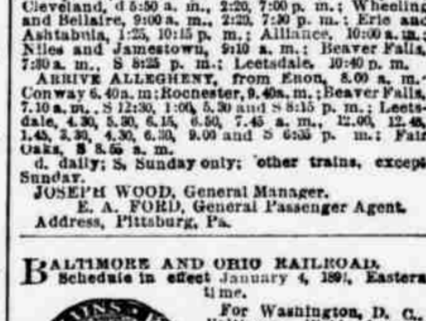 Cleveland, d 5:50 a. m., 2:20, 7:00 p. m.; Wheeling
and Bellaire, 9:00 a. m., 2:20, 7:30 p. m.; Erie and
Ashtabula, 1:25, 10:15 p. m.; Alliance, 10:00 a. m.;
Niles and Jamestown, 9:10 a. m.; Beaver Falls,
7:30 a. m., S 8:25 p. m.; Leetsdale, 10:40 p. m.
ARRIVE ALLEGHENY, from Enon, 8.00 a. m.
Conway 6.40a. m; Rochester, 9.40a. m.; Beaver Falls,
7.10 a. m., S 12:30, 1:00, 5.30 and S 8:15 p. m.; Leets-
dale, 4.30, 5.30, 6.15, 6.50, 7.45 a. m., 12.00, 12.45,
1.45, 3.30, 4.30, 6.30, 9.00 and S 6:05 p. m.; Fair
Oaks, S 8.55 a. m.
d. daily; S, Sunday only; other trains, except
Sunday.
JOSEPH WOOD, General Manager.
E. A. FORD, General Passenger Agent.
Address, Pittsburg, Pa.
BALTIMORE AND OHIO RAILROAD.
Schedule in effect January 4, 1891, Eastern
time.
For Washington, D. C.,